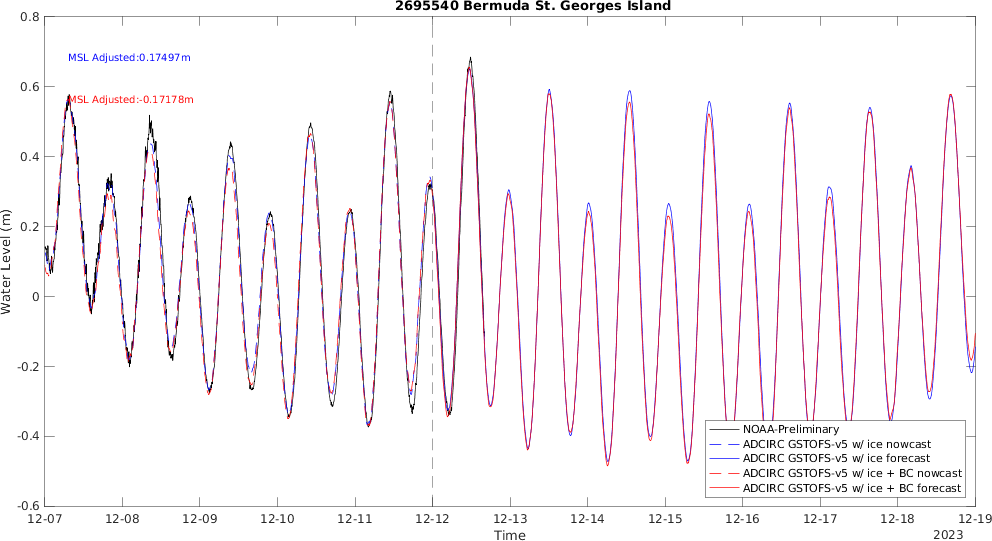 2695540 Bermuda St. Georges Island
0.8
MSL Adjusted:0.17497m
0.6
MSL Adjusted:-0.17178m
0.4
0.2
Water Level (m)
0
-0.2
-0.4
NOAA-Preliminary
ADCIRC GSTOFS-v5 w/ ice nowcast
ADCIRC GSTOFS-v5 w/ ice forecast
ADCIRC GSTOFS-v5 w/ ice + BC nowcast
ADCIRC GSTOFS-v5 w/ ice + BC forecast
-0.6
12-07 12-08 12-09 12-10 12-11 12-12 12-13 12-14 12-15 12-16 12-17 12-18 12-19
Time
2023